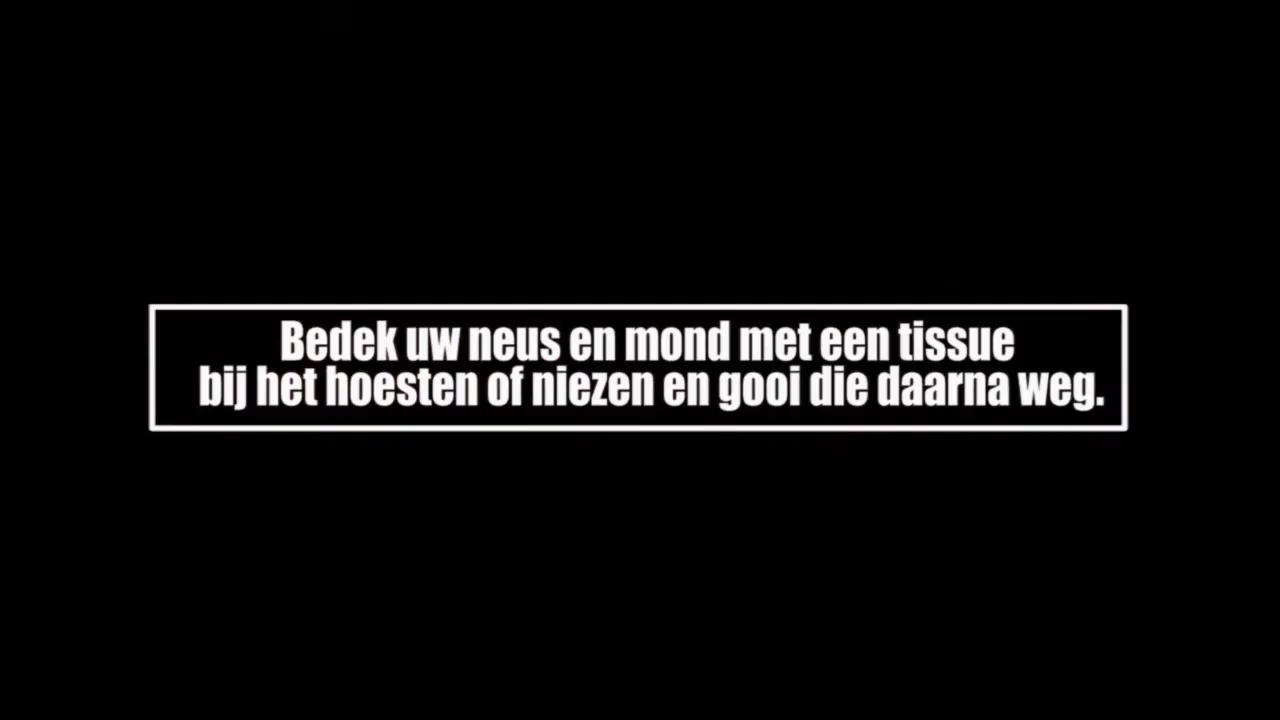 Bedek uw neus en mond met een tissue
bij het hoesten of niezen en gooi die daarna weg.